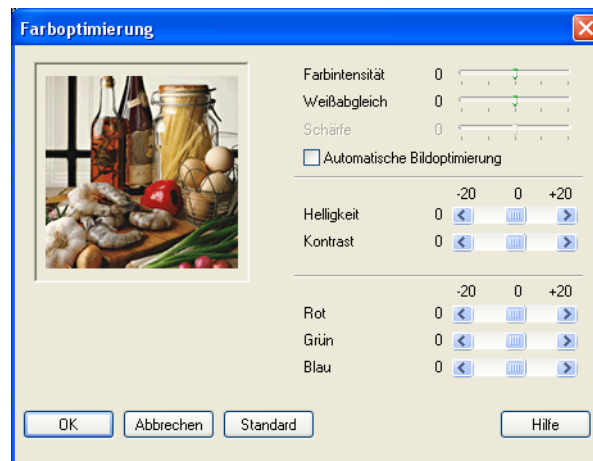 Farboptimierung
Farbintensität 0
Weißabgleich 0
Schärfe 0
Automatische Bildoptimierung
-20 0 +20
Helligkeit 0
Kontrast 0
-20 0 +20
Rot 0
Grün 0
Blau 0
OK Abbrechen Standard Hilfe